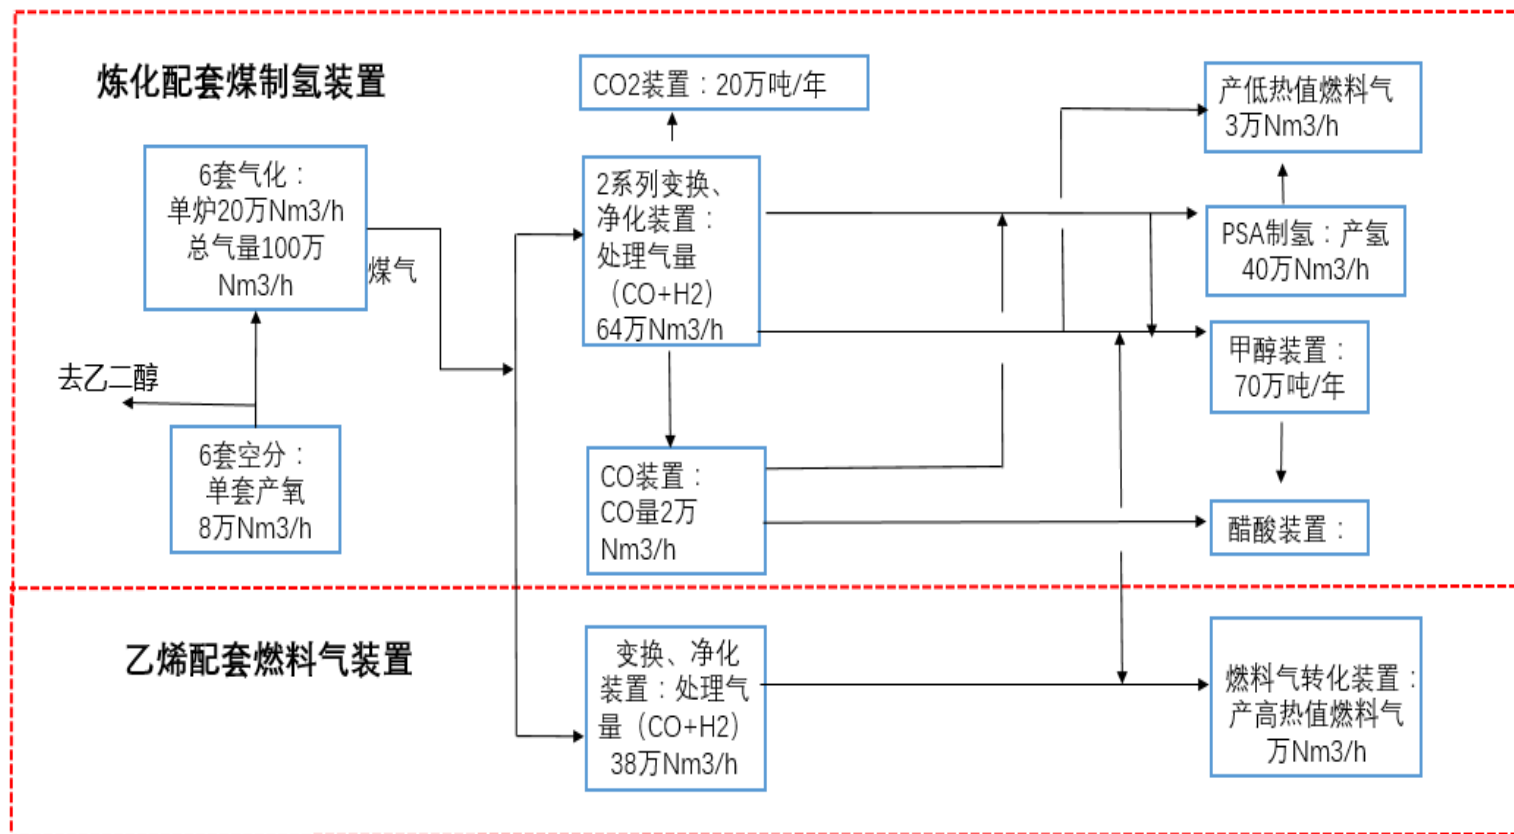 炼化配套煤制氢装置
CO2装置：20万吨/年
产低热值燃料气
3万Nm3/h
6套气化：
单炉20万Nm3/h
总气量100万
Nm3/h
煤气
2系列变换、
净化装置：
处理气量
（CO+H2）
64万Nm3/h
PSA制氢：产氢
40万Nm3/h
去乙二醇
甲醇装置：
70万吨/年
6套空分：
单套产氧
8万Nm3/h
CO装置：
CO量2万
Nm3/h
醋酸装置：
乙烯配套燃料气装置
变换、净化
装置：处理气
量（CO+H2）
38万Nm3/h
燃料气转化装置：
产高热值燃料气
万Nm3/h